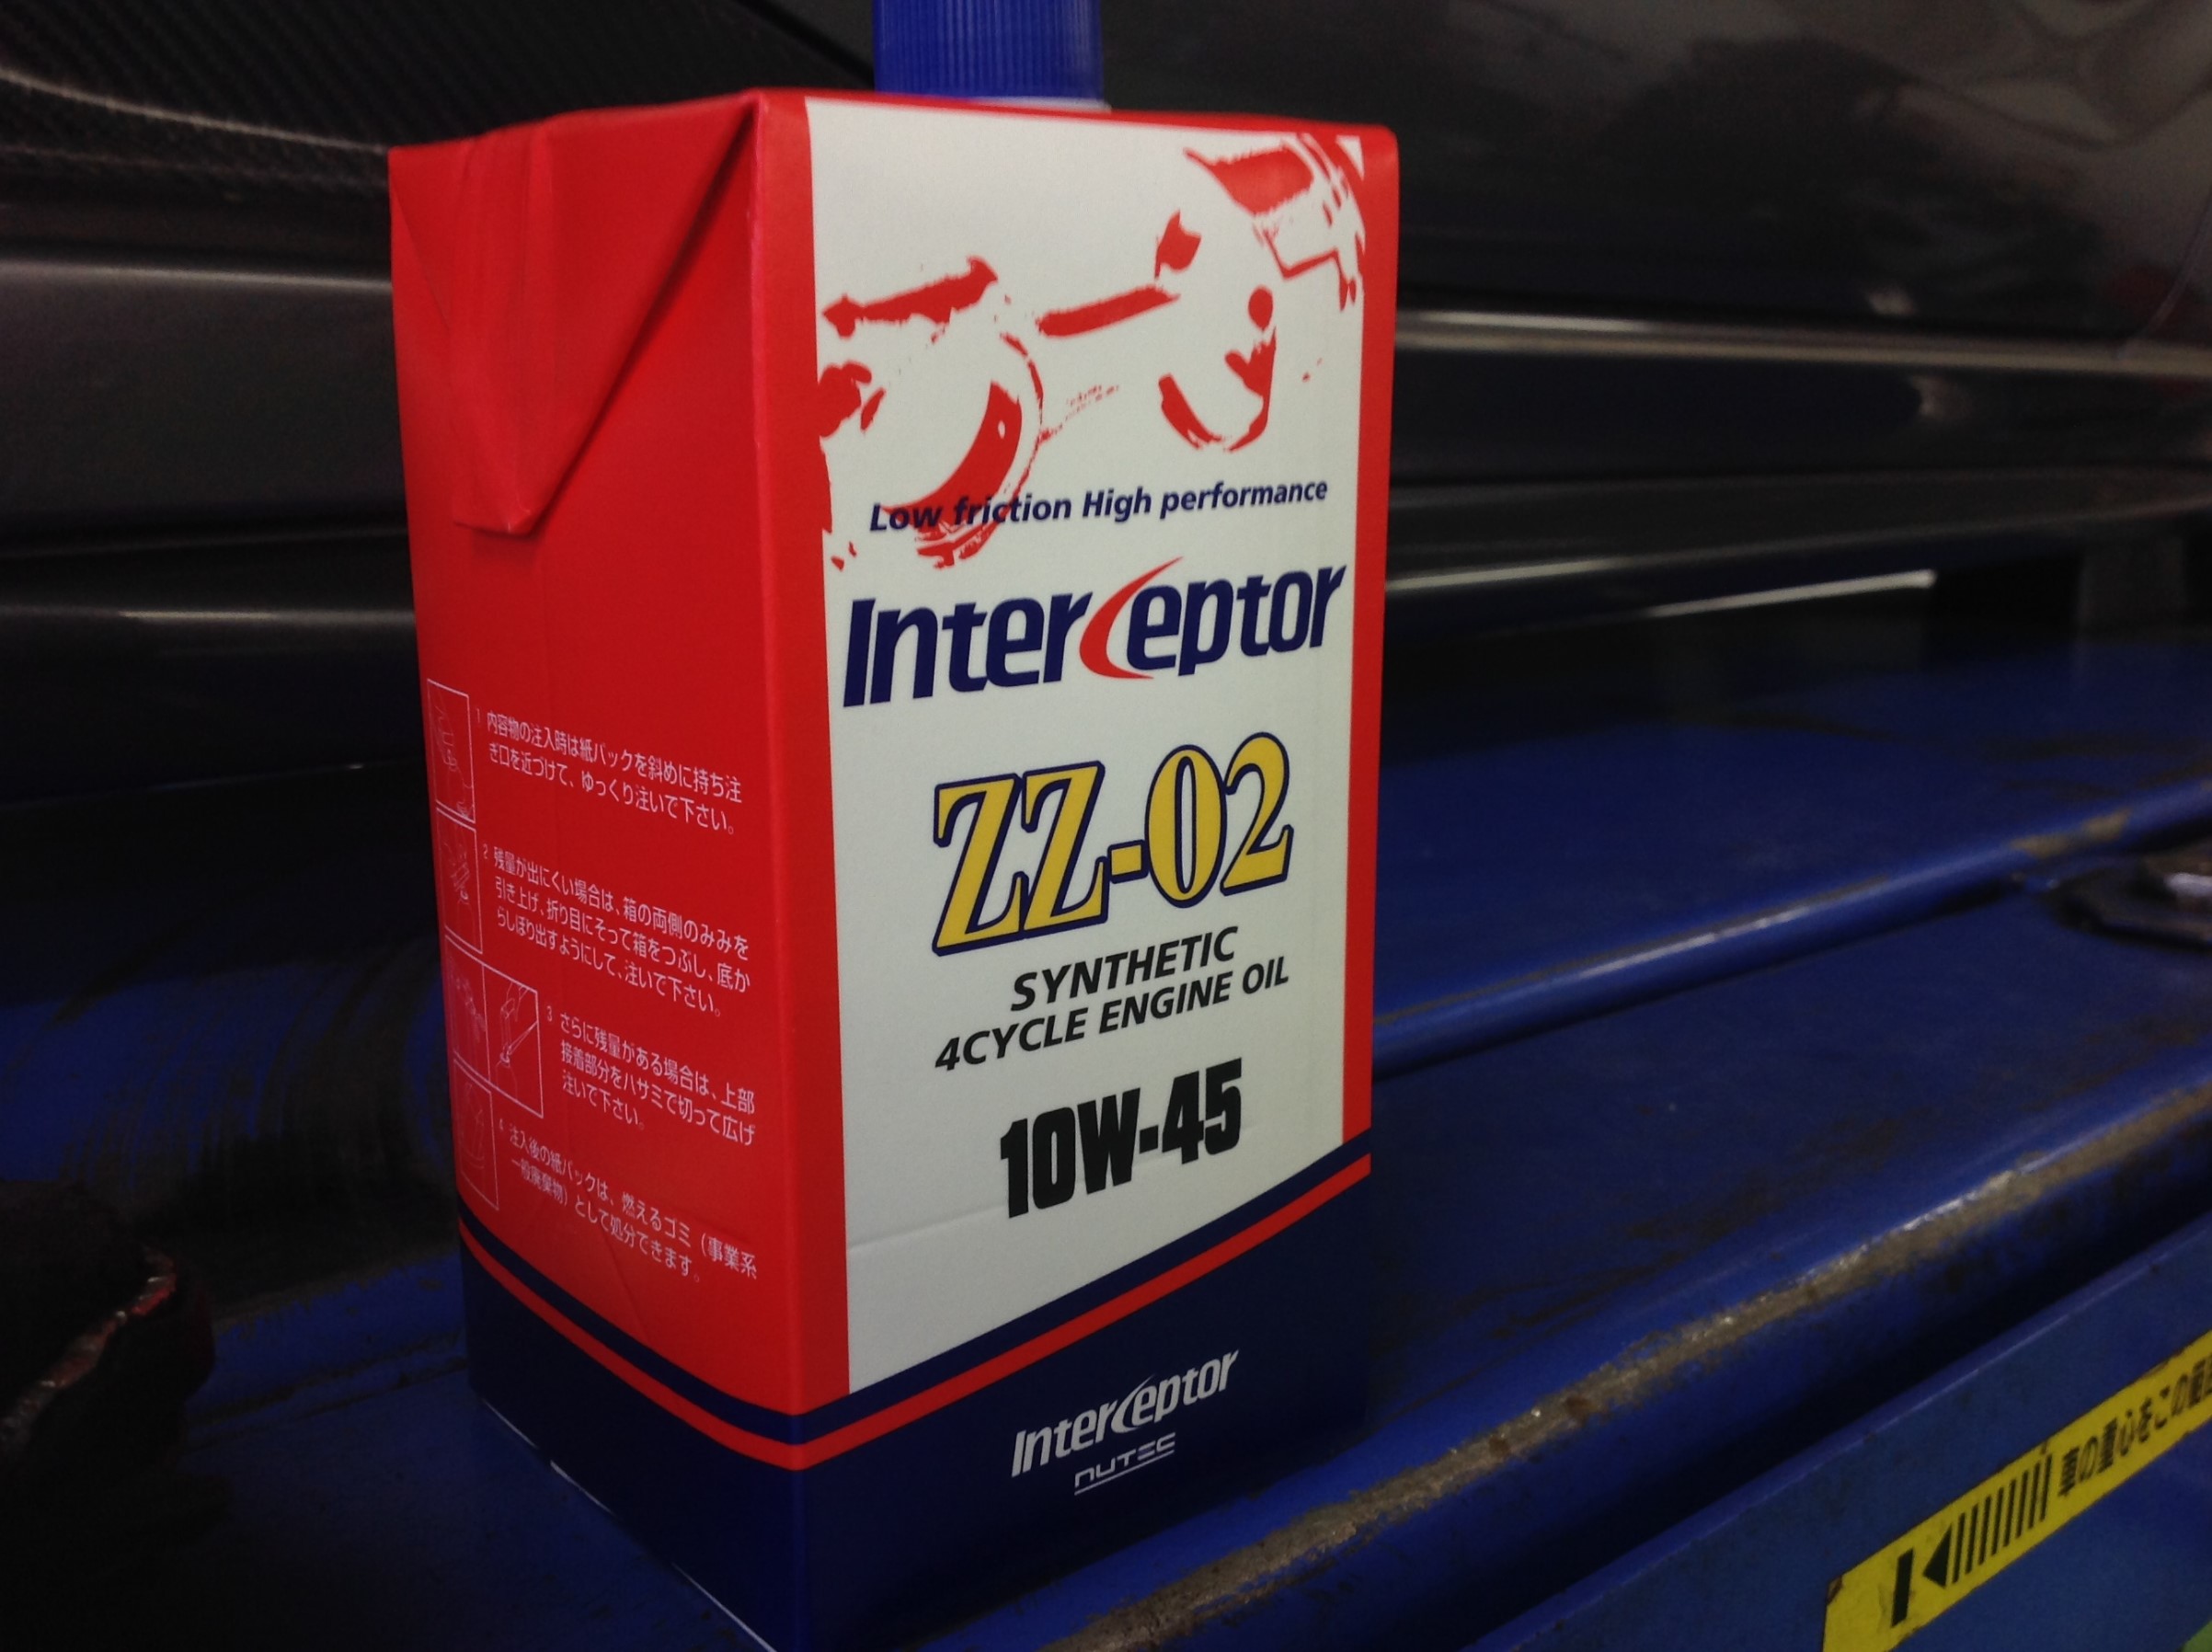 Low friction High performance
Interceptor
ZZ-02
SYNTHETIC
4CYCLE ENGINE OIL
10W-45
Interceptor
NUTEC
1 内容物の注入時は紙パックを斜めに持ち注
き口を近づけて、ゆっくり注いで下さい。
2 残量が出にくい場合は、箱の両側のみみを
引き上げ、折り目にそって箱をつぶし、底か
らしぼり出すようにして、注いで下さい。
3 さらに残量がある場合は、上部
接着部分をハサミで切って広げ
注いで下さい。
4 注入後の紙パックは、燃えるゴミ（事業系
一般廃棄物）として処分できます。
車の重心をこの